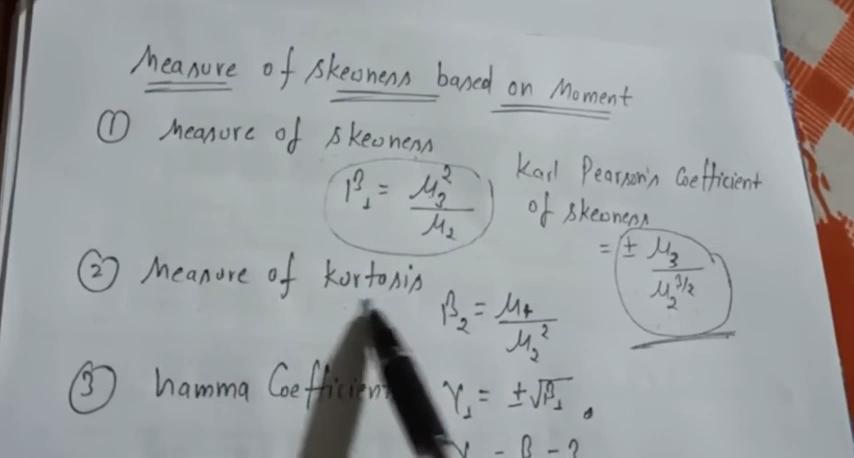 Measure of Skewness based on Moment
① Measure of Skewness
β₁ = μ₃² / μ₂
Karl Pearson's Coefficient
of Skewness
= ± μ₃ / μ₂^(3/2)
② Measure of Kurtosis
β₂ = μ₄ / μ₂²
③ Gamma Coefficient
γ₁ = ±√β₁